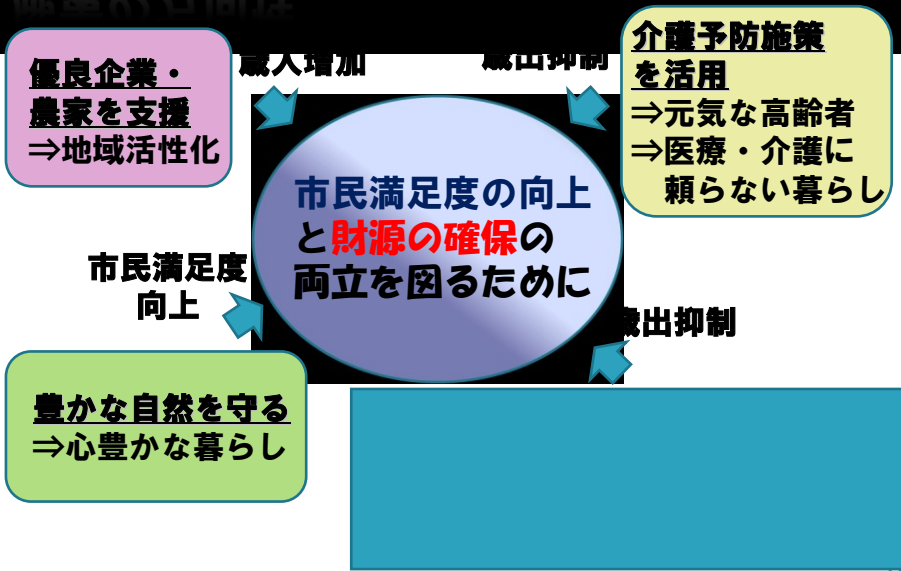 優良企業・
農家を支援
⇒地域活性化
歳入増加
歳出抑制
介護予防施策
を活用
⇒元気な高齢者
⇒医療・介護に
頼らない暮らし
市民満足度の向上
と財源の確保の
両立を図るために
市民満足度
向上
歳出抑制
豊かな自然を守る
⇒心豊かな暮らし